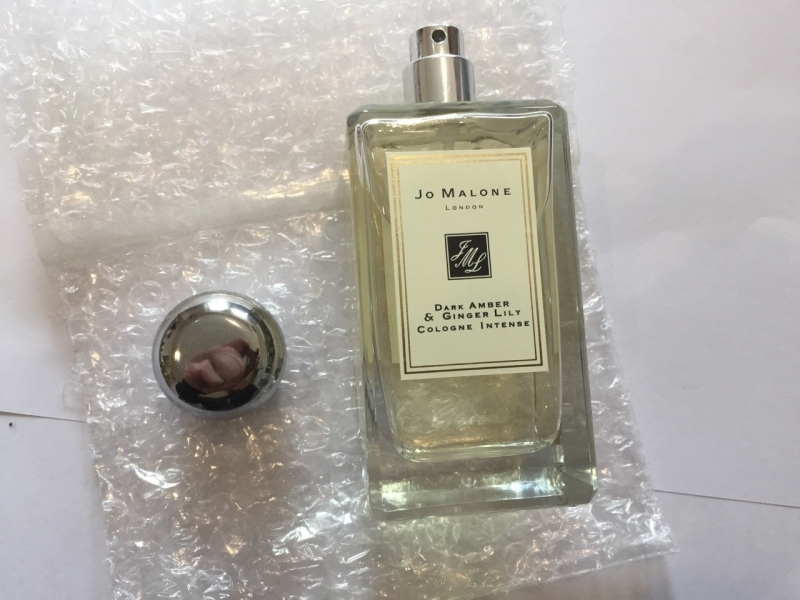 Jo Malone
London
JML
Dark Amber
& Ginger Lily
Cologne Intense